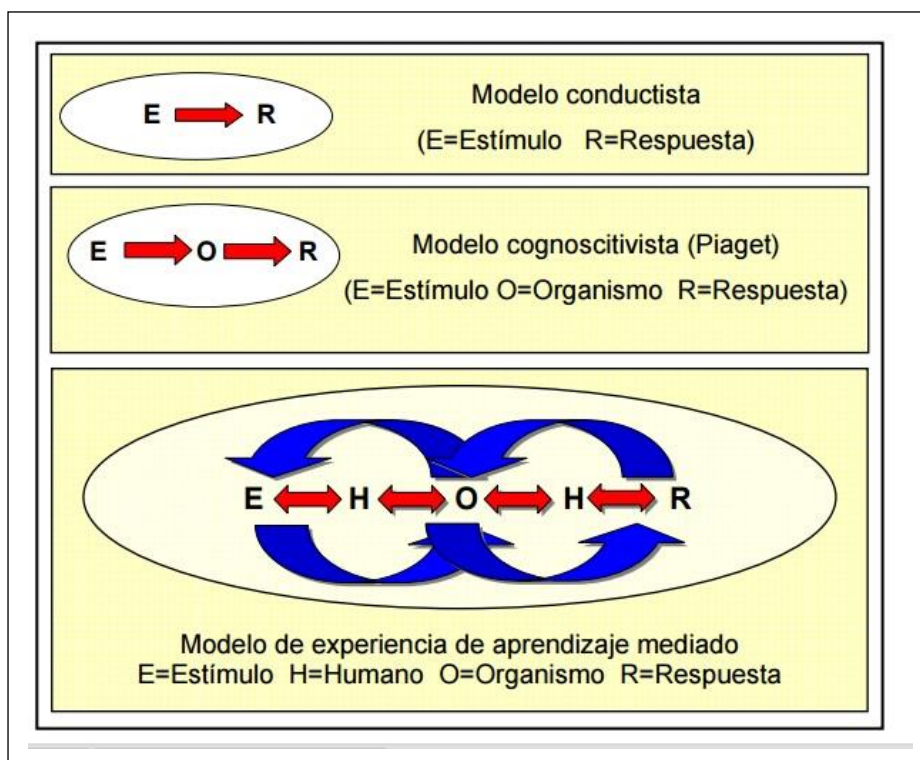 E R
Modelo conductista
(E=Estímulo R=Respuesta)
E O R
Modelo cognoscitivista (Piaget)
(E=Estímulo O=Organismo R=Respuesta)
E H O H R
Modelo de experiencia de aprendizaje mediado
E=Estímulo H=Humano O=Organismo R=Respuesta